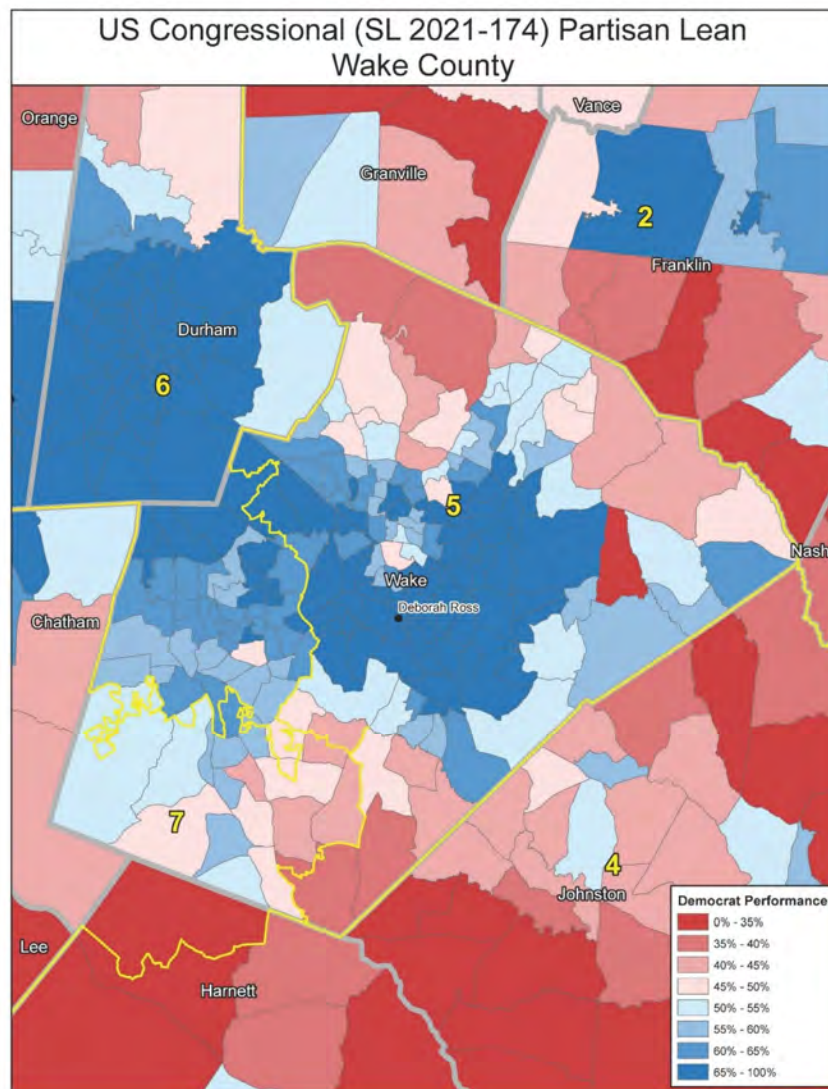 US Congressional (SL 2021-174) Partisan Lean
Wake County
Orange
Vance
Granville
2
Franklin
Durham
6
5
Nash
Wake
Deborah Ross
Chatham
7
4
Johnston
Lee
Harnett
Democrat Performance
0% - 35%
35% - 40%
40% - 45%
45% - 50%
50% - 55%
55% - 60%
60% - 65%
65% - 100%